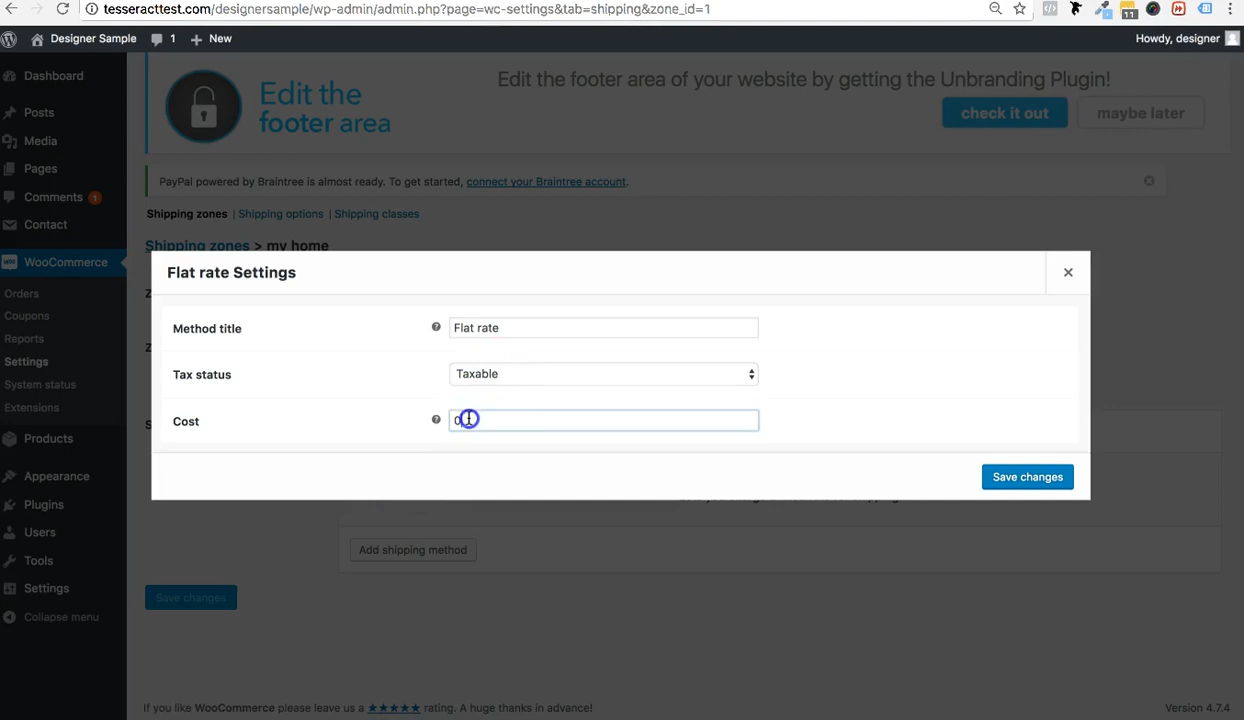 tesseracttest.com/designersample/wp-admin/admin.php?page=wc-settings&tab=shipping&zone_id=1
11
Designer Sample 1 New Howdy, designer
Dashboard
Posts
Media
Pages
Comments 1
Contact
WooCommerce
Orders
Coupons
Reports
Settings
System status
Extensions
Products
Appearance
Plugins
Users
Tools
Settings
Collapse menu
Edit the
footer area
Edit the footer area of your website by getting the Unbranding Plugin!
check it out maybe later
PayPal powered by Braintree is almost ready. To get started, connect your Braintree account.
Shipping zones | Shipping options | Shipping classes
Shipping zones > my home
Flat rate Settings
Method title Flat rate
Tax status Taxable
Cost 0
Save changes
Add shipping method
Save changes
If you like WooCommerce please leave us a ★★★★★ rating. A huge thanks in advance! Version 4.7.4